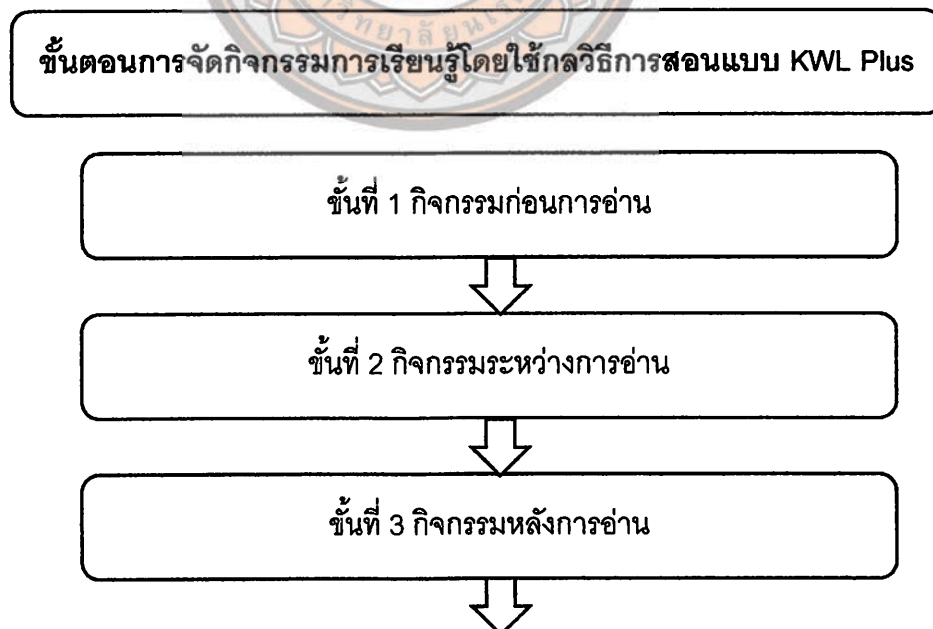 ขั้นตอนการจัดกิจกรรมการเรียนรู้โดยใช้กลวิธีการสอนแบบ KWL Plus
ขั้นที่ 1 กิจกรรมก่อนการอ่าน
ขั้นที่ 2 กิจกรรมระหว่างการอ่าน
ขั้นที่ 3 กิจกรรมหลังการอ่าน